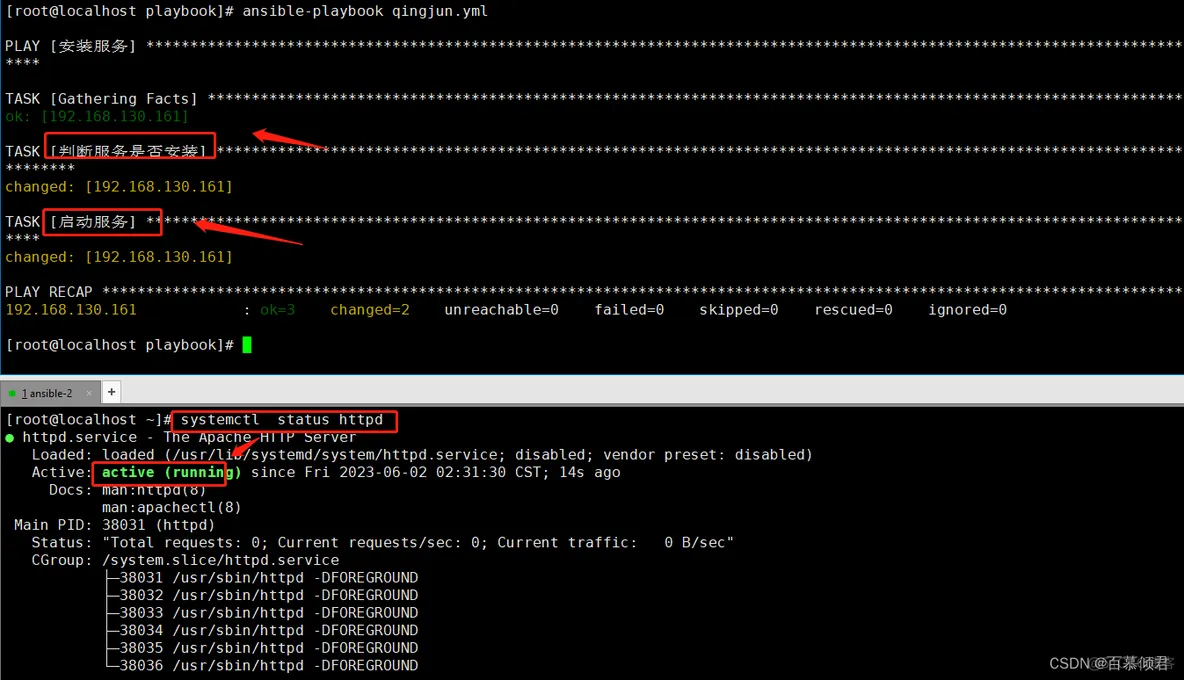 [root@localhost playbook]# ansible-playbook qingjun.yml
PLAY [安装服务] **********************************************************************************************************************
****
TASK [Gathering Facts] ***************************************************************************************************************
ok: [192.168.130.161]
TASK [判断服务是否安装] **************************************************************************************************************
********
changed: [192.168.130.161]
TASK [启动服务] **********************************************************************************************************************
****
changed: [192.168.130.161]
PLAY RECAP ***************************************************************************************************************************
192.168.130.161 : ok=3 changed=2 unreachable=0 failed=0 skipped=0 rescued=0 ignored=0
[root@localhost playbook]#
1 ansible-2 × +
[root@localhost ~]# systemctl status httpd
● httpd.service - The Apache HTTP Server
Loaded: loaded (/usr/lib/systemd/system/httpd.service; disabled; vendor preset: disabled)
Active: active (running) since Fri 2023-06-02 02:31:30 CST; 14s ago
Docs: man:httpd(8)
man:apachectl(8)
Main PID: 38031 (httpd)
Status: "Total requests: 0; Current requests/sec: 0; Current traffic: 0 B/sec"
CGroup: /system.slice/httpd.service
├─38031 /usr/sbin/httpd -DFOREGROUND
├─38032 /usr/sbin/httpd -DFOREGROUND
├─38033 /usr/sbin/httpd -DFOREGROUND
├─38034 /usr/sbin/httpd -DFOREGROUND
├─38035 /usr/sbin/httpd -DFOREGROUND
└─38036 /usr/sbin/httpd -DFOREGROUND
CSDN @百慕倾君